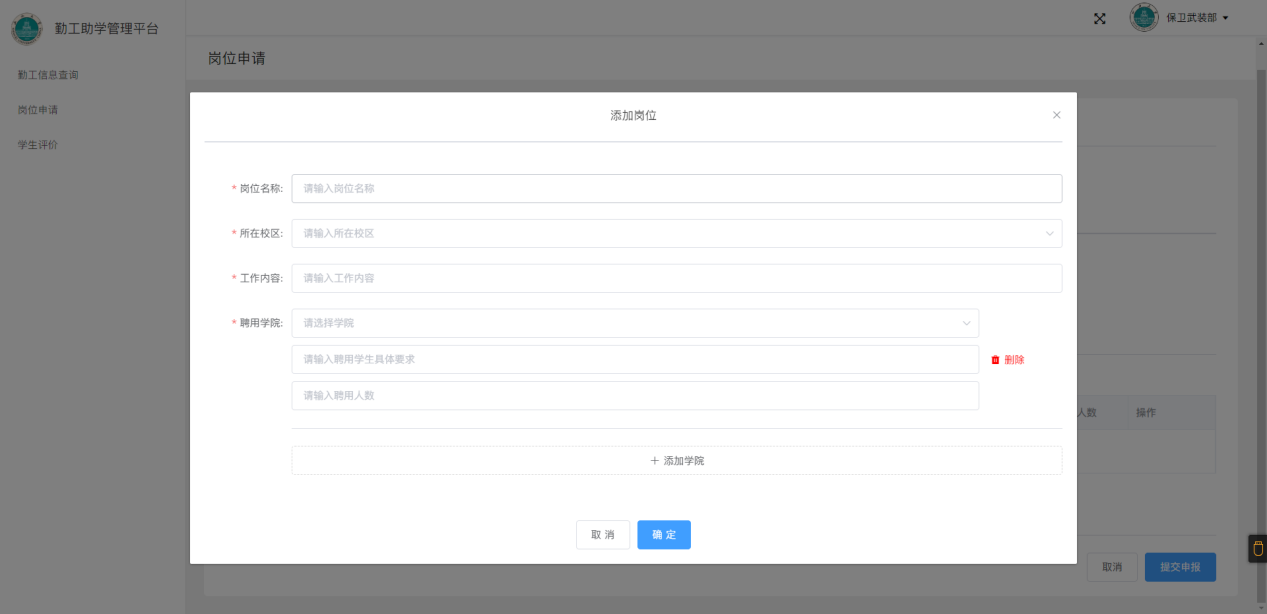 勤工助学管理平台
保卫武装部
勤工信息查询
岗位申请
学生评价
岗位申请
添加岗位
* 岗位名称: 请输入岗位名称
* 所在校区: 请输入所在校区
* 工作内容: 请输入工作内容
* 聘用学院: 请选择学院
请输入聘用学生具体要求
删除
请输入聘用人数
人数 操作
+ 添加学院
取 消 确 定
取消 提交申报